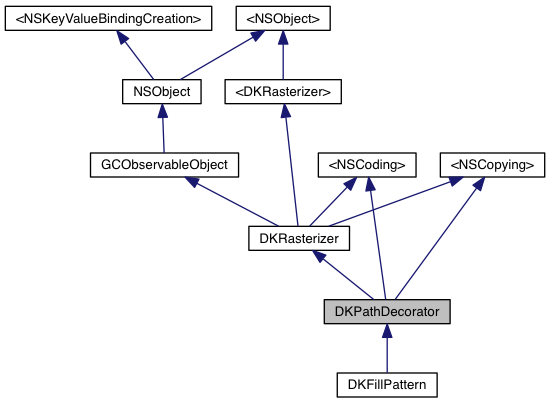 <NSKeyValueBindingCreation>
<NSObject>
NSObject
<DKRasterizer>
GCObservableObject
<NSCoding>
<NSCopying>
DKRasterizer
DKPathDecorator
DKFillPattern